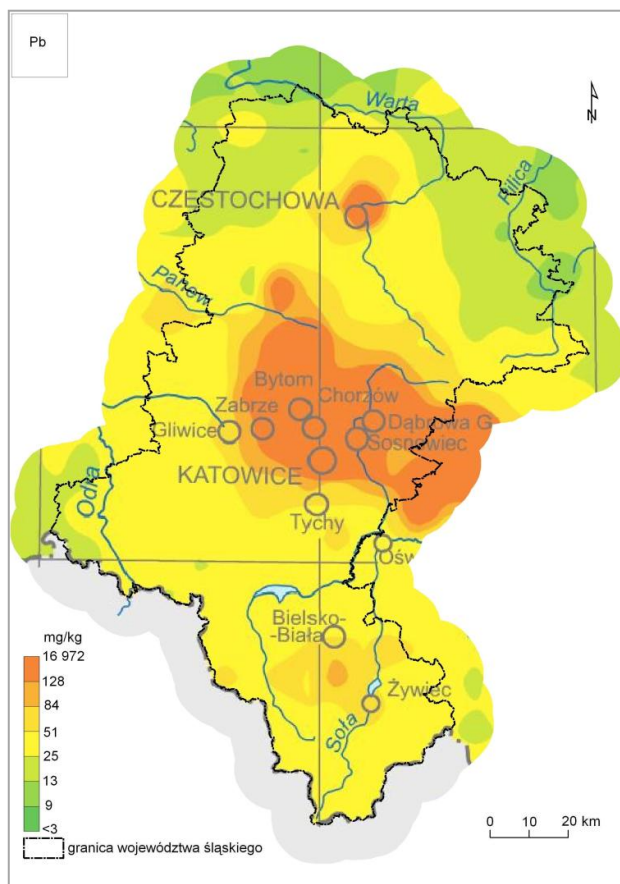 Pb
N
Warta
Pilica
CZĘSTOCHOWA
Panew
Bytom
Chorzów
Zabrze
Dąbrowa G
Gliwice
Sosnowiec
KATOWICE
Odra
Tychy
Ośw
Bielsko-
-Biała
Żywiec
Soła
mg/kg
16 972
128
84
51
25
13
9
<3
granica województwa śląskiego
0 10 20 km